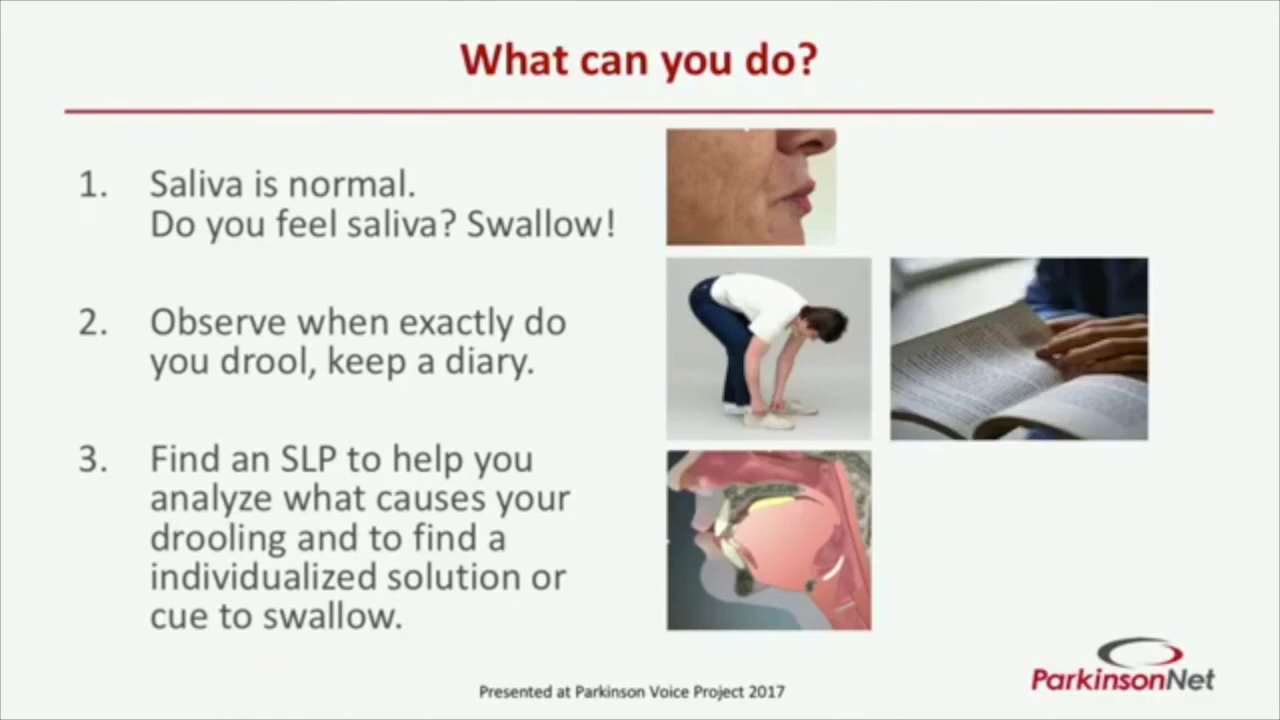 What can you do?
1. Saliva is normal.
Do you feel saliva? Swallow!
2. Observe when exactly do
you drool, keep a diary.
3. Find an SLP to help you
analyze what causes your
drooling and to find a
individualized solution or
cue to swallow.
Presented at Parkinson Voice Project 2017
ParkinsonNet